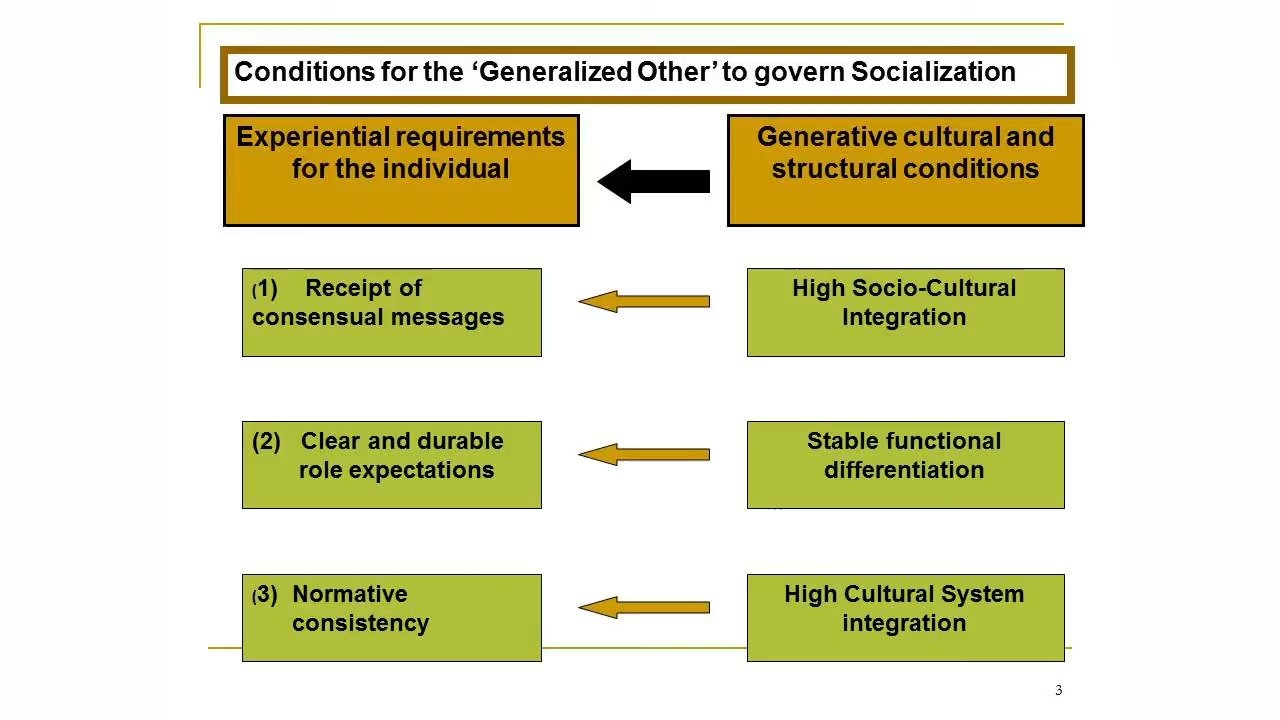 Conditions for the ‘Generalized Other’ to govern Socialization
Experiential requirements
for the individual
Generative cultural and
structural conditions
(1) Receipt of
consensual messages
High Socio-Cultural
Integration
(2) Clear and durable
role expectations
Stable functional
differentiation
...
(3) Normative
consistency
High Cultural System
integration
3